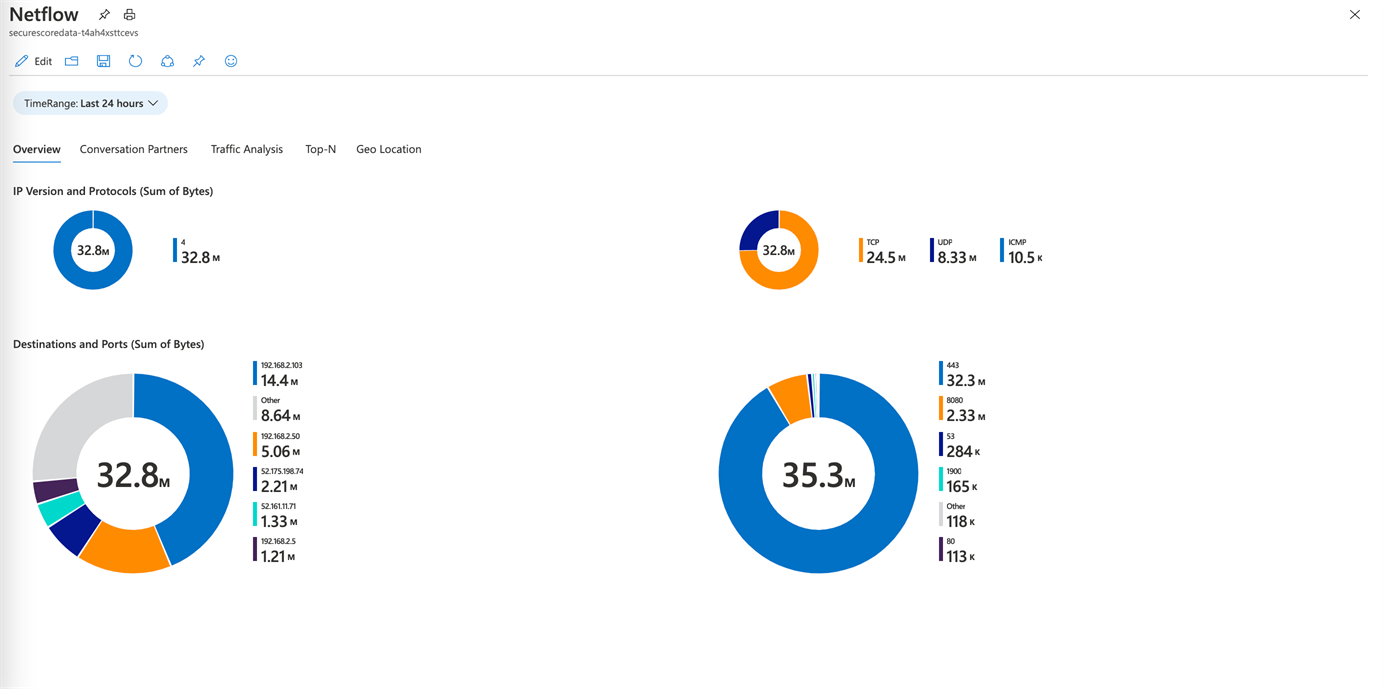 Netflow
securescoredata-t4ah4xsttcevs
Edit
TimeRange: Last 24 hours
Overview Conversation Partners Traffic Analysis Top-N Geo Location
IP Version and Protocols (Sum of Bytes)
32.8M
4
32.8 M
32.8M
TCP
24.5 M
UDP
8.33 M
ICMP
10.5 K
Destinations and Ports (Sum of Bytes)
32.8M
192.168.2.103
14.4 M
Other
8.64 M
192.168.2.50
5.06 M
52.175.198.74
2.21 M
52.161.11.71
1.33 M
192.168.2.5
1.21 M
35.3M
443
32.3 M
8080
2.33 M
53
284 K
1900
165 K
Other
118 K
80
113 K